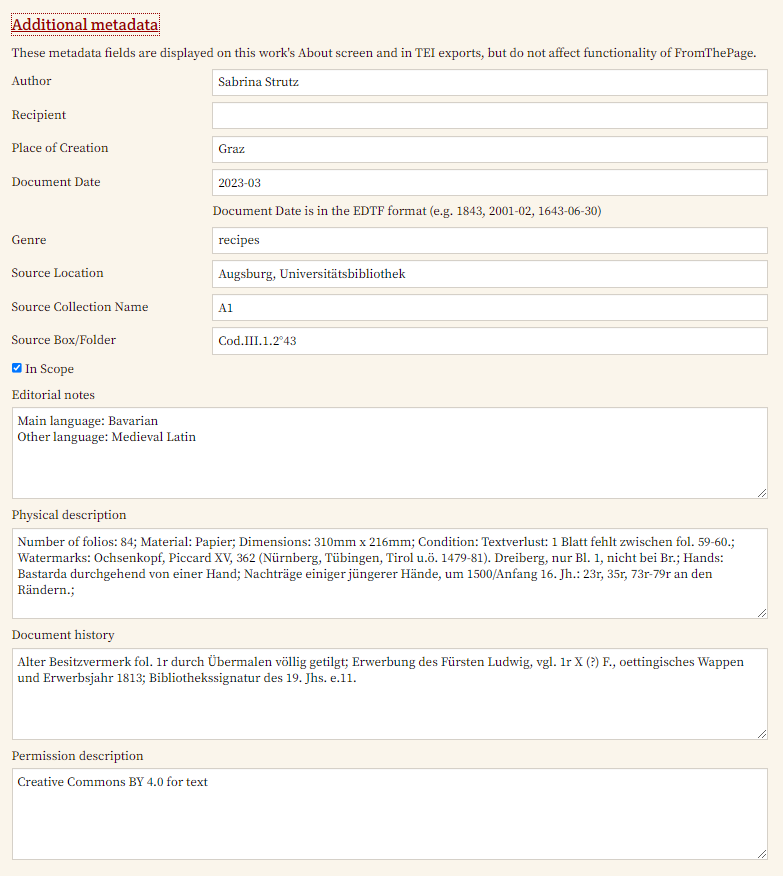 Additional metadata
These metadata fields are displayed on this work's About screen and in TEI exports, but do not affect functionality of FromThePage.
Author
Sabrina Strutz
Recipient
Place of Creation
Graz
Document Date
2023-03
Document Date is in the EDTF format (e.g. 1843, 2001-02, 1643-06-30)
Genre
recipes
Source Location
Augsburg, Universitätsbibliothek
Source Collection Name
A1
Source Box/Folder
Cod.III.1.2°43
In Scope
Editorial notes
Main language: Bavarian
Other language: Medieval Latin
Physical description
Number of folios: 84; Material: Papier; Dimensions: 310mm x 216mm; Condition: Textverlust: 1 Blatt fehlt zwischen fol. 59-60.;
Watermarks: Ochsenkopf, Piccard XV, 362 (Nürnberg, Tübingen, Tirol u.ö. 1479-81). Dreiberg, nur Bl. 1, nicht bei Br.; Hands:
Bastarda durchgehend von einer Hand; Nachträge einiger jüngerer Hände, um 1500/Anfang 16. Jh.: 23r, 35r, 73r-79r an den
Rändern.;
Document history
Alter Besitzvermerk fol. 1r durch Übermalen völlig getilgt; Erwerbung des Fürsten Ludwig, vgl. 1r X (?) F., oettingisches Wappen
und Erwerbsjahr 1813; Bibliothekssignatur des 19. Jhs. e.11.
Permission description
Creative Commons BY 4.0 for text